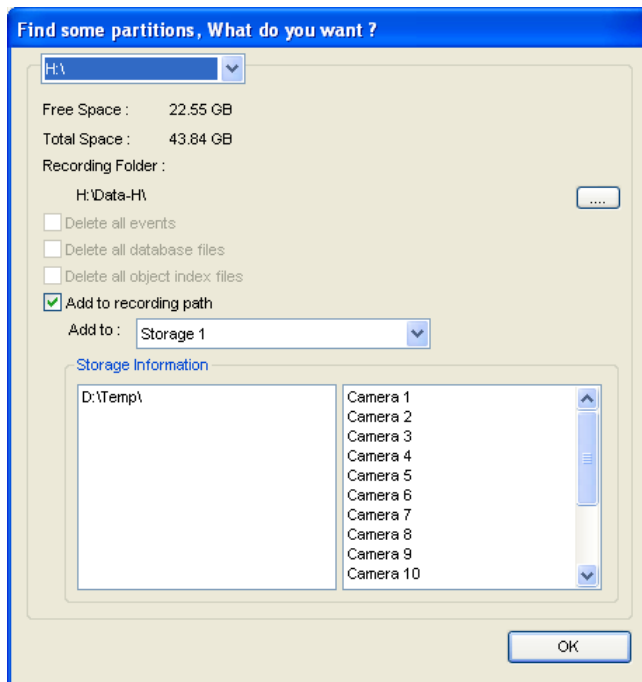 Find some partitions, What do you want ?
H:\
Free Space : 22.55 GB
Total Space : 43.84 GB
Recording Folder :
H:\Data-H\
....
Delete all events
Delete all database files
Delete all object index files
Add to recording path
Add to : Storage 1
Storage Information
D:\Temp\
Camera 1
Camera 2
Camera 3
Camera 4
Camera 5
Camera 6
Camera 7
Camera 8
Camera 9
Camera 10
OK